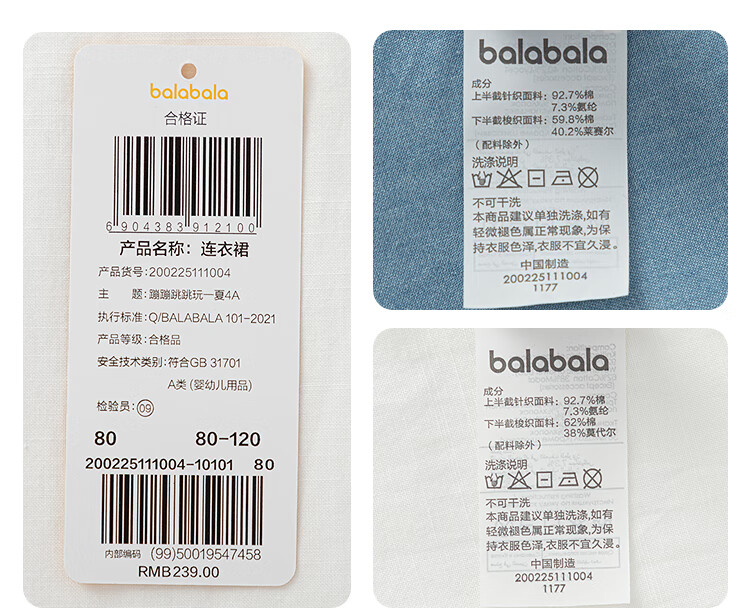 balabala
合格证
6 904383 912100
产品名称：连衣裙
产品货号:200225111004
主 题:蹦蹦跳跳玩一夏4A
执行标准:Q/BALABALA 101-2021
产品等级:合格品
安全技术类别:符合GB 31701
A类 (婴幼儿用品)
检验员:09
80 80-120
200225111004-10101 80
内部编码 (99)50019547458
RMB239.00
balabala
成分
上半截针织面料：92.7%棉
7.3%氨纶
下半截梭织面料：59.8%棉
40.2%莱赛尔
（配料除外）
洗涤说明
不可干洗
本商品建议单独洗涤,如有
轻微褪色属正常现象,为保
持衣服色泽,衣服不宜久浸。
中国制造
200225111004
1177
balabala
成分
上半截针织面料：92.7%棉
7.3%氨纶
下半截梭织面料：62%棉
38%莫代尔
（配料除外）
洗涤说明
不可干洗
本商品建议单独洗涤,如有
轻微褪色属正常现象,为保
持衣服色泽,衣服不宜久浸。
中国制造
200225111004
1177